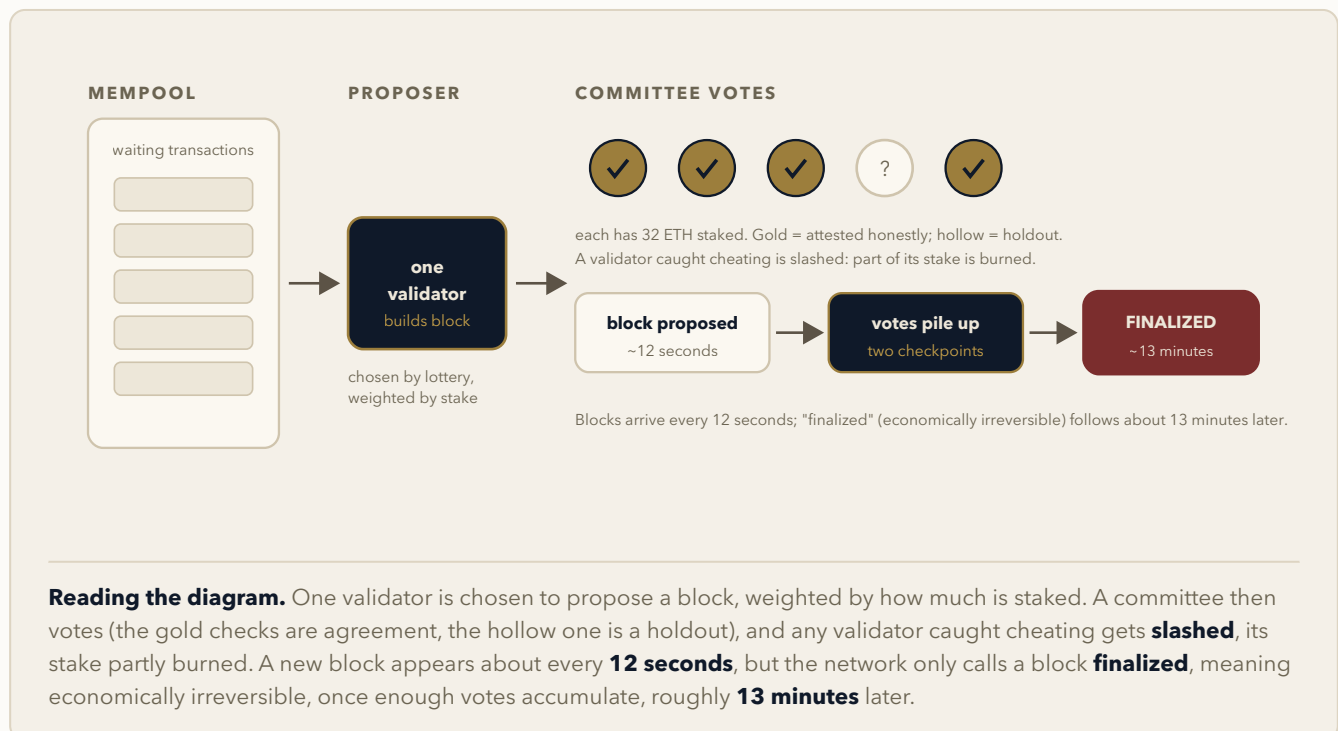 MEMPOOL
PROPOSER
COMMITTEE VOTES
waiting transactions
?
each has 32 ETH staked. Gold = attested honestly; hollow = holdout.
A validator caught cheating is slashed: part of its stake is burned.
one
validator
builds block
chosen by lottery,
weighted by stake
block proposed
~12 seconds
votes pile up
two checkpoints
FINALIZED
~13 minutes
Blocks arrive every 12 seconds; "finalized" (economically irreversible) follows about 13 minutes later.
Reading the diagram. One validator is chosen to propose a block, weighted by how much is staked. A committee then
votes (the gold checks are agreement, the hollow one is a holdout), and any validator caught cheating gets slashed, its
stake partly burned. A new block appears about every 12 seconds, but the network only calls a block finalized, meaning
economically irreversible, once enough votes accumulate, roughly 13 minutes later.